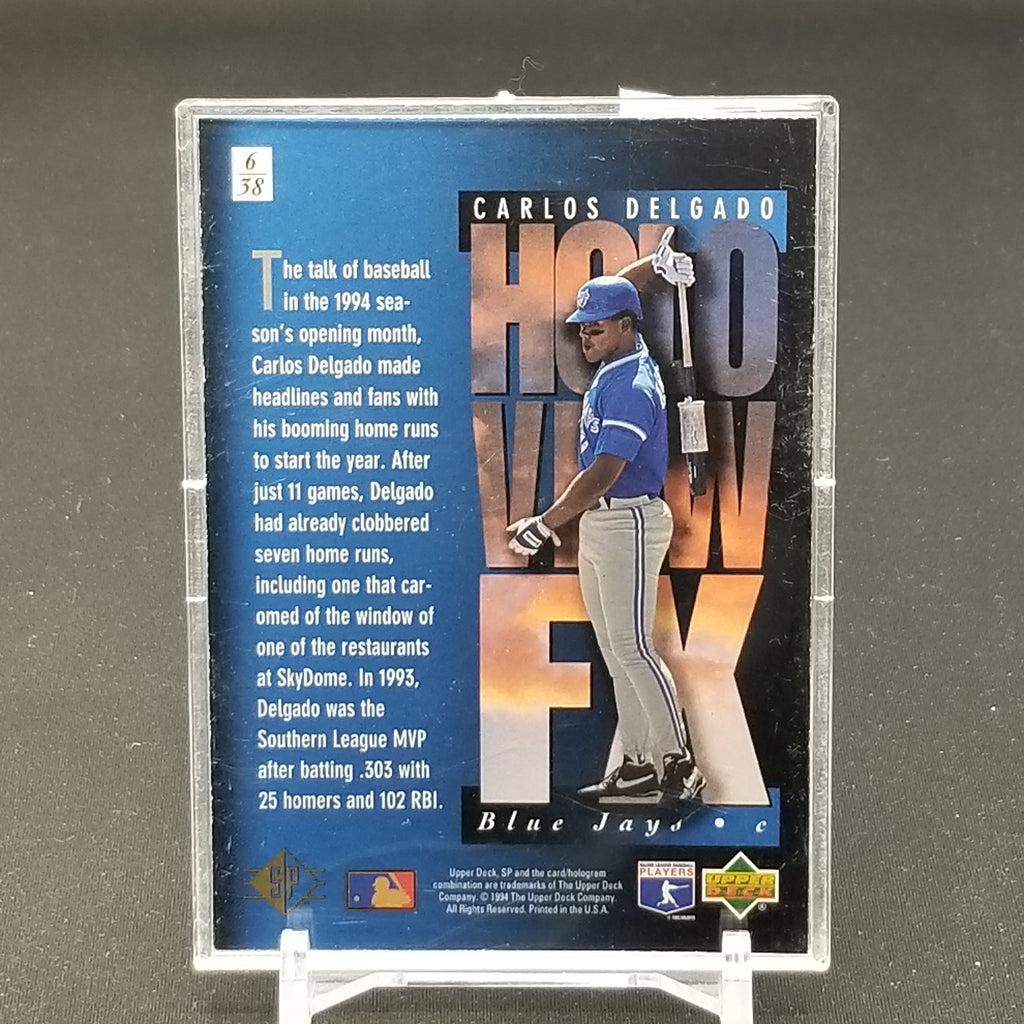 6
38
CARLOS DELGADO
HOLO
VIEW
FX
The talk of baseball
in the 1994 sea-
son's opening month,
Carlos Delgado made
headlines and fans with
his booming home runs
to start the year. After
just 11 games, Delgado
had already clobbered
seven home runs,
including one that car-
omed of the window of
one of the restaurants
at SkyDome. In 1993,
Delgado was the
Southern League MVP
after batting .303 with
25 homers and 102 RBI.
Blue Jays • c
SP
Upper Deck, SP and the card/hologram
combination are trademarks of The Upper Deck
Company. © 1994 The Upper Deck Company.
All Rights Reserved. Printed in the U.S.A.
MAJOR LEAGUE BASEBALL
PLAYERS
UPPER
DECK